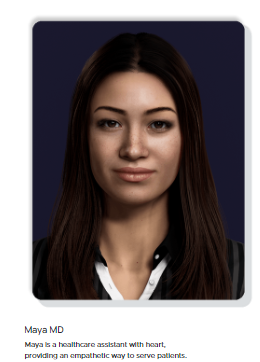 Maya MD
Maya is a healthcare assistant with heart,
providing an empathetic way to serve patients.